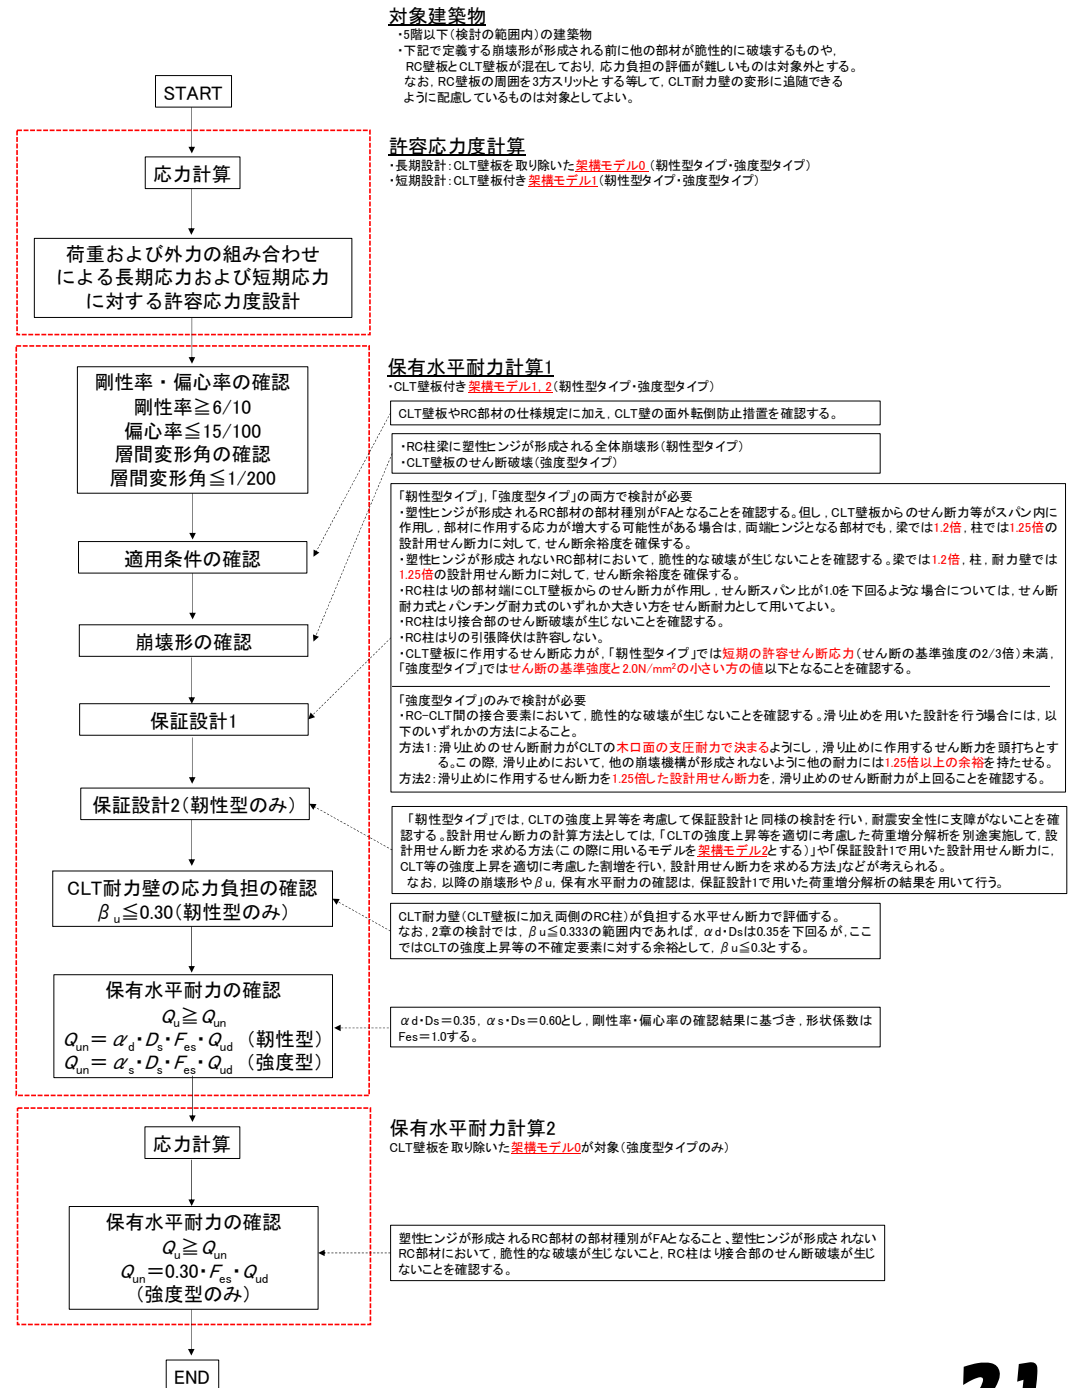 対象建築物
・5階以下(検討の範囲内)の建築物
・下記で定義する崩壊形が形成される前に他の部材が脆性的に破壊するものや,
RC壁板とCLT壁板が混在しており, 応力負担の評価が難しいものは対象外とする。
なお, RC壁板の周囲を3方スリットとする等して, CLT耐力壁の変形に追随できる
ように配慮しているものは対象としてよい。
START
許容応力度計算
・長期設計:CLT壁板を取り除いた架構モデル0(靭性型タイプ・強度型タイプ)
・短期設計:CLT壁板付き架構モデル1(靭性型タイプ・強度型タイプ)
応力計算
荷重および外力の組み合わせ
による長期応力および短期応力
に対する許容応力度設計
保有水平耐力計算1
・CLT壁板付き架構モデル1, 2(靭性型タイプ・強度型タイプ)
剛性率・偏心率の確認
剛性率≧6/10
偏心率≦15/100
層間変形角の確認
層間変形角≦1/200
CLT壁板やRC部材の仕様規定に加え, CLT壁の面外転倒防止措置を確認する。
・RC柱梁に塑性ヒンジが形成される全体崩壊形(靭性型タイプ)
・CLT壁板のせん断破壊(強度型タイプ)
適用条件の確認
崩壊形の確認
保証設計1
「靭性型タイプ」, 「強度型タイプ」の両方で検討が必要
・塑性ヒンジが形成されるRC部材の部材種別がFAとなることを確認する。但し, CLT壁板からのせん断力等がスパン内に
作用し, 部材に作用する応力が増大する可能性がある場合は, 両端ヒンジとなる部材でも, 梁では1.2倍, 柱では1.25倍の
設計用せん断力に対して, せん断余裕度を確保する。
・塑性ヒンジが形成されないRC部材において, 脆性的な破壊が生じないことを確認する。梁では1.2倍, 柱, 耐力壁では
1.25倍の設計用せん断力に対して, せん断余裕度を確保する。
・RC柱はりの部材端にCLT壁板からのせん断力が作用し, せん断スパン比が1.0を下回るような場合については, せん断
耐力式とパンチング耐力式のいずれか大きい方をせん断耐力として用いてよい。
・RC柱はり接合部のせん断破壊が生じないことを確認する。
・RC柱はりの引張降伏は許容しない。
・CLT壁板に作用するせん断応力が, 「靭性型タイプ」では短期の許容せん断応力(せん断の基準強度の2/3倍)未満,
「強度型タイプ」ではせん断の基準強度と2.0N/mm²の小さい方の値以下となることを確認する。
「強度型タイプ」のみで検討が必要
・RC-CLT間の接合要素において, 脆性的な破壊が生じないことを確認する。滑り止めを用いた設計を行う場合には, 以
下のいずれかの方法によること。
方法1:滑り止めのせん断耐力がCLTの木口面の支圧耐力で決まるようにし, 滑り止めに作用するせん断力を頭打ちとす
る。この際, 滑り止めにおいて, 他の崩壊機構が形成されないように他の耐力には1.25倍以上の余裕を持たせる。
方法2:滑り止めに作用するせん断力を1.25倍した設計用せん断力を, 滑り止めのせん断耐力が上回ることを確認する。
保証設計2(靭性型のみ)
「靭性型タイプ」では, CLTの強度上昇等を考慮して保証設計1と同様の検討を行い, 耐震安全性に支障がないことを確
認する。設計用せん断力の計算方法としては, 「CLTの強度上昇等を適切に考慮した荷重増分解析を別途実施して, 設
計用せん断力を求める方法(この際に用いるモデルを架構モデル2とする)」や「保証設計1で用いた設計用せん断力に,
CLT等の強度上昇を適切に考慮した割増を行い, 設計用せん断力を求める方法」などが考えられる。
なお, 以降の崩壊形やβu, 保有水平耐力の確認は, 保証設計1で用いた荷重増分解析の結果を用いて行う。
CLT耐力壁の応力負担の確認
βu≦0.30(靭性型のみ)
CLT耐力壁(CLT壁板に加え両側のRC柱)が負担する水平せん断力で評価する。
なお, 2章の検討では, βu≦0.333の範囲内であれば, αd・Dsは0.35を下回るが, ここ
ではCLTの強度上昇等の不確定要素に対する余裕として, βu≦0.3とする。
保有水平耐力の確認
Qu≧Qun
Qun=αd・Ds・Fes・Qud (靭性型)
Qun=αs・Ds・Fes・Qud (強度型)
αd・Ds=0.35, αs・Ds=0.60とし, 剛性率・偏心率の確認結果に基づき, 形状係数は
Fes=1.0する。
保有水平耐力計算2
CLT壁板を取り除いた架構モデル0が対象(強度型タイプのみ)
応力計算
保有水平耐力の確認
Qu≧Qun
Qun=0.30・Fes・Qud
(強度型のみ)
塑性ヒンジが形成されるRC部材の部材種別がFAとなること、塑性ヒンジが形成されない
RC部材において, 脆性的な破壊が生じないこと, RC柱はり接合部のせん断破壊が生じ
ないことを確認する。
END